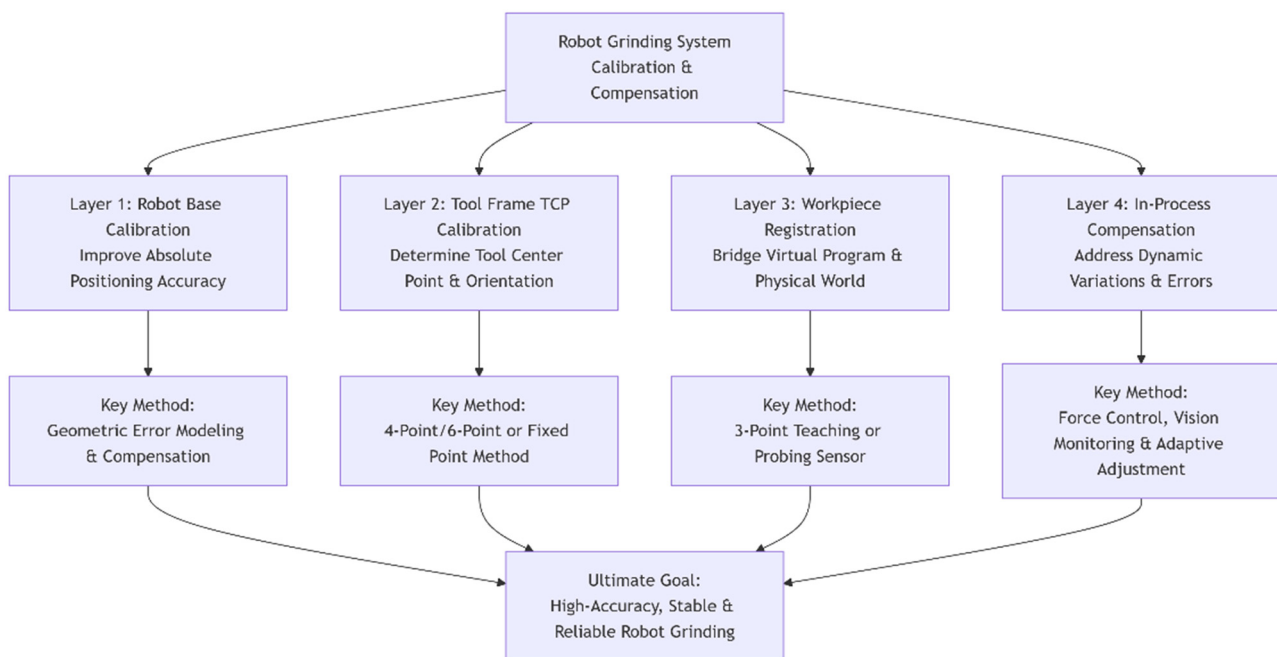 Robot Grinding System
Calibration &
Compensation
Layer 1: Robot Base
Calibration
Improve Absolute
Positioning Accuracy
Layer 2: Tool Frame TCP
Calibration
Determine Tool Center
Point & Orientation
Layer 3: Workpiece
Registration
Bridge Virtual Program &
Physical World
Layer 4: In-Process
Compensation
Address Dynamic
Variations & Errors
Key Method:
Geometric Error Modeling
& Compensation
Key Method:
4-Point/6-Point or Fixed
Point Method
Key Method:
3-Point Teaching or
Probing Sensor
Key Method:
Force Control, Vision
Monitoring & Adaptive
Adjustment
Ultimate Goal:
High-Accuracy, Stable &
Reliable Robot Grinding